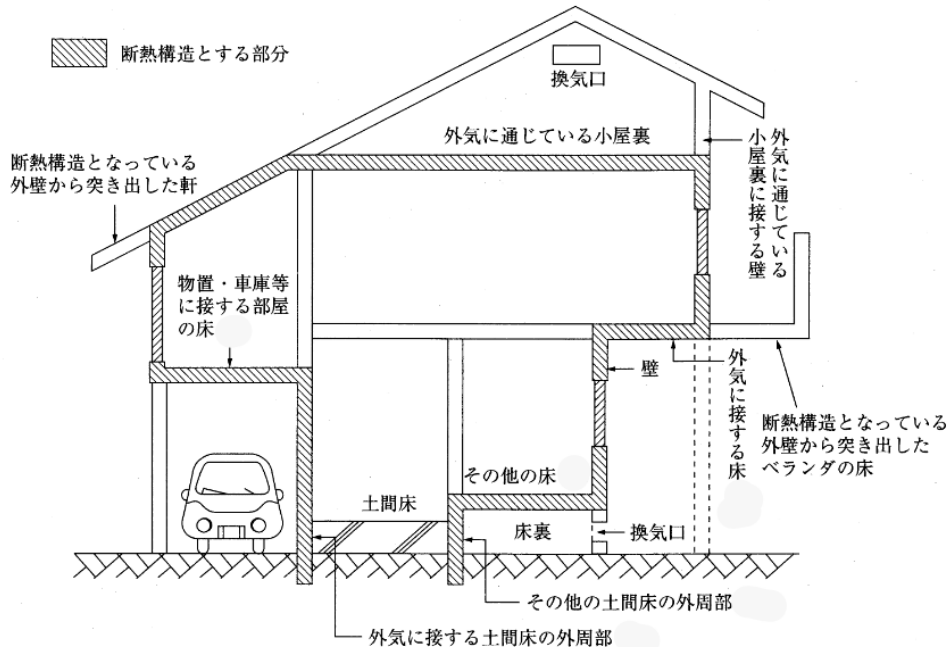 断熱構造とする部分
換気口
外気に通じている小屋裏
外気に通じている
小屋裏に接する壁
断熱構造となっている
外壁から突き出した軒
物置・車庫等
に接する部屋
の床
壁
外気に接する床
断熱構造となっている
外壁から突き出した
ベランダの床
その他の床
土間床
床裏
換気口
その他の土間床の外周部
外気に接する土間床の外周部